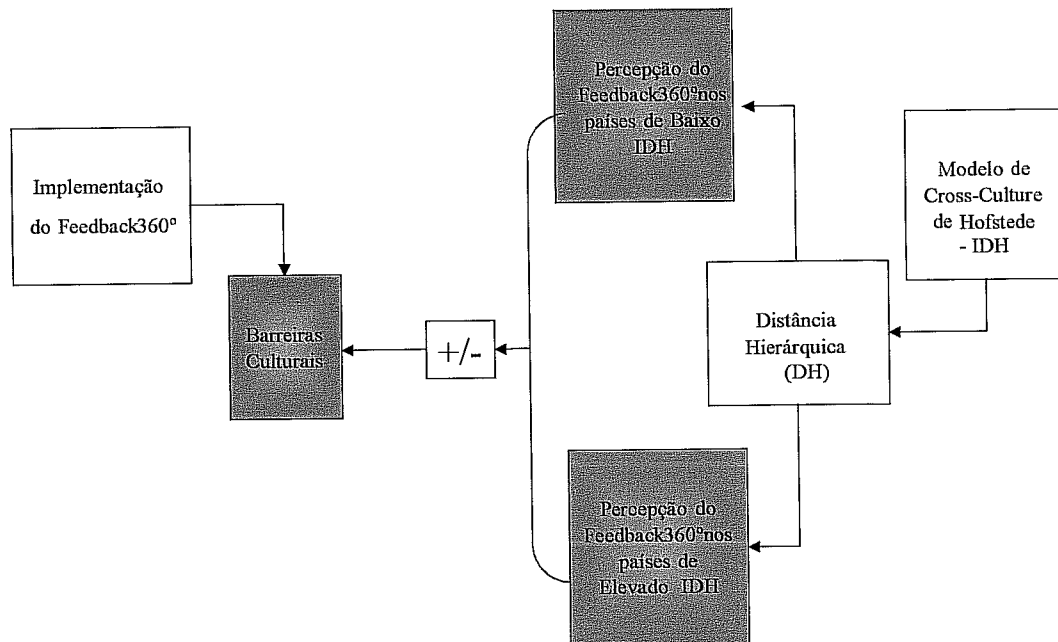 Implementação
do Feedback360º
Barreiras
Culturais
+/-
Percepção do
Feedback360ºnos
países de Baixo
IDH
Percepção do
Feedback360ºnos
países de
Elevado IDH
Distância
Hierárquica
(DH)
Modelo de
Cross-Culture
de Hofstede
- IDH